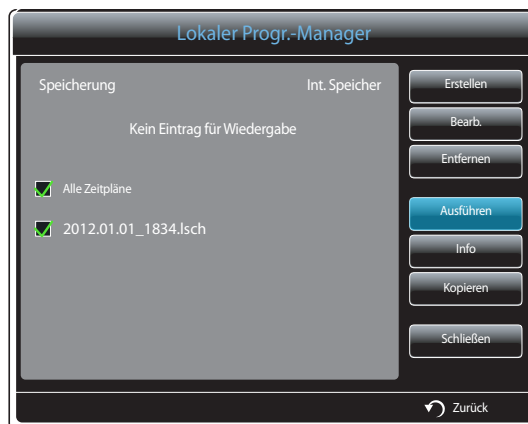 Lokaler Progr.-Manager
Speicherung Int. Speicher
Kein Eintrag für Wiedergabe
Alle Zeitpläne
2012.01.01_1834.lsch
Erstellen
Bearb.
Entfernen
Ausführen
Info
Kopieren
Schließen
Zurück